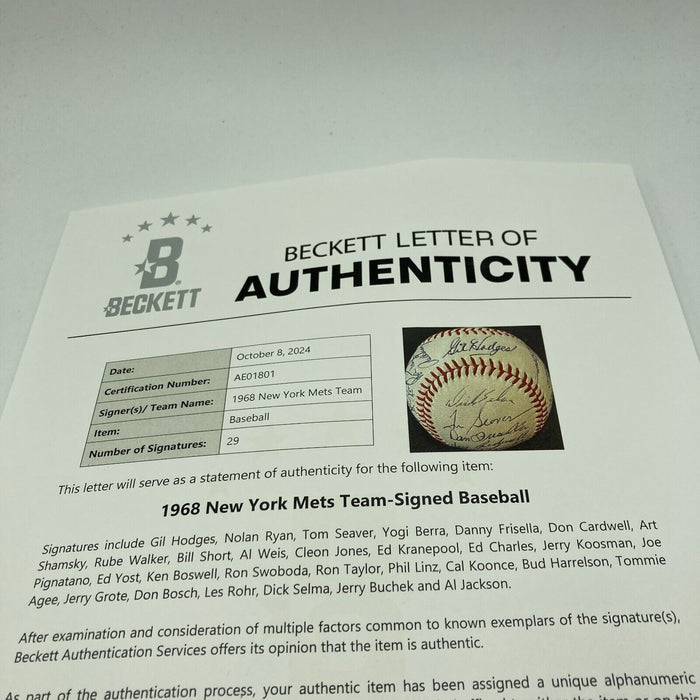 BECKETT
BECKETT LETTER OF
AUTHENTICITY
Date: October 8, 2024
Certification Number: AE01801
Signer(s)/ Team Name: 1968 New York Mets Team
Item: Baseball
Number of Signatures: 29
Gil Hodges
Tom Seaver
This letter will serve as a statement of authenticity for the following item:
1968 New York Mets Team-Signed Baseball
Signatures include Gil Hodges, Nolan Ryan, Tom Seaver, Yogi Berra, Danny Frisella, Don Cardwell, Art
Shamsky, Rube Walker, Bill Short, Al Weis, Cleon Jones, Ed Kranepool, Ed Charles, Jerry Koosman, Joe
Pignatano, Ed Yost, Ken Boswell, Ron Swoboda, Ron Taylor, Phil Linz, Cal Koonce, Bud Harrelson, Tommie
Agee, Jerry Grote, Don Bosch, Les Rohr, Dick Selma, Jerry Buchek and Al Jackson.
After examination and consideration of multiple factors common to known exemplars of the signature(s),
Beckett Authentication Services offers its opinion that the item is authentic.
As part of the authentication process, your authentic item has been assigned a unique alphanumeric